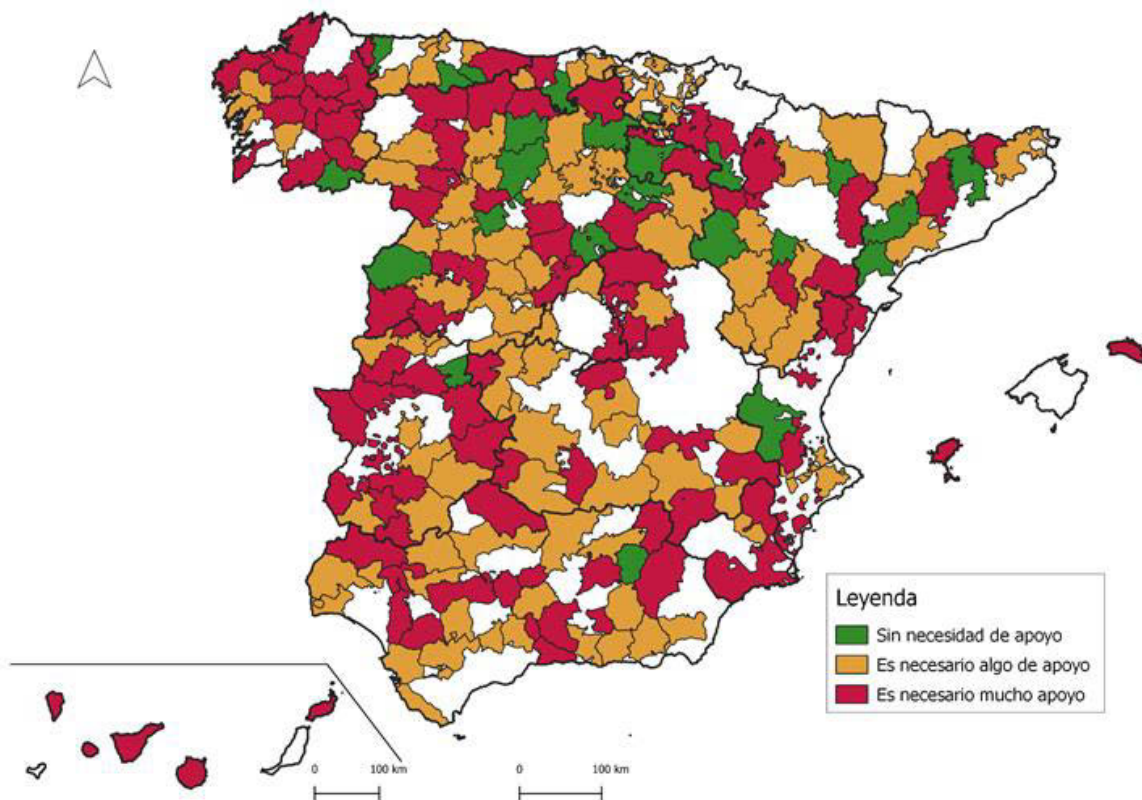 Leyenda
Sin necesidad de apoyo
Es necesario algo de apoyo
Es necesario mucho apoyo
0 100 km 0 100 km